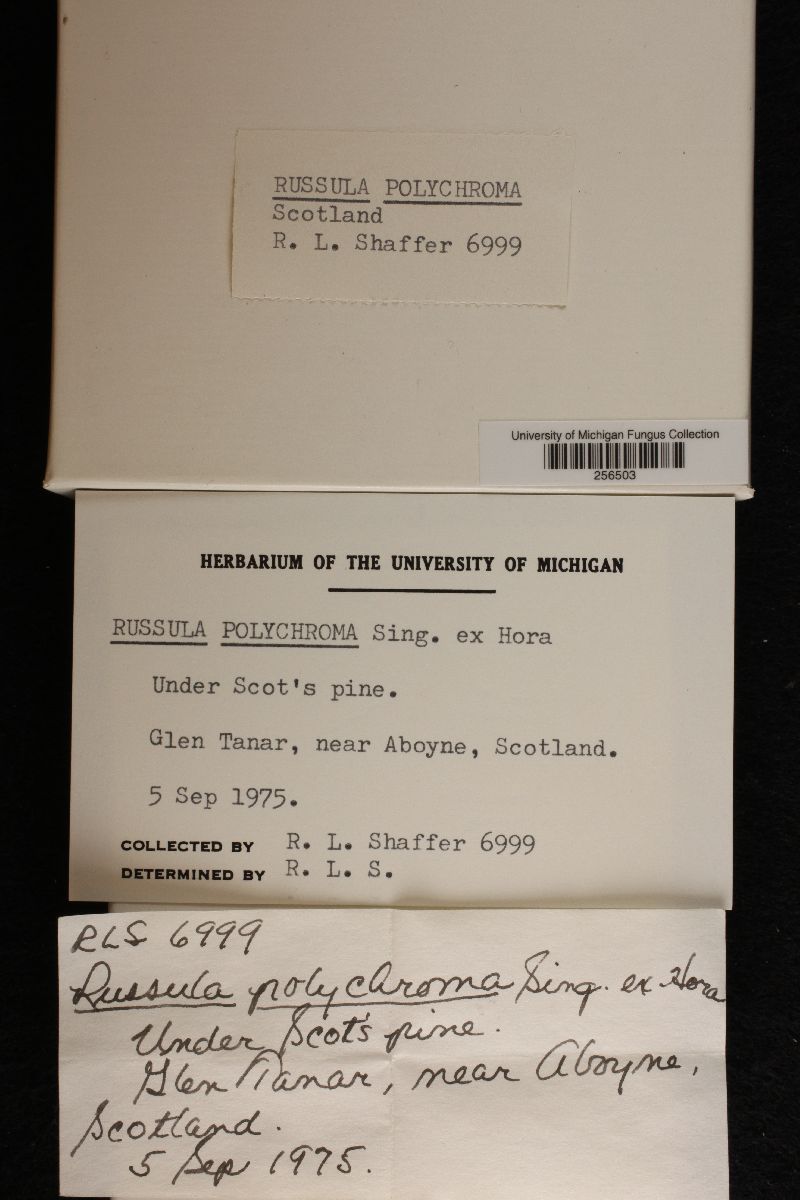 RUSSULA POLYCHROMA
Scotland
R. L. Shaffer 6999
University of Michigan Fungus Collection
256503
HERBARIUM OF THE UNIVERSITY OF MICHIGAN
RUSSULA POLYCHROMA Sing. ex Hora
Under Scot's pine.
Glen Tanar, near Aboyne, Scotland.
5 Sep 1975.
COLLECTED BY R. L. Shaffer 6999
DETERMINED BY R. L. S.
RLS 6999
Russula polychroma Sing. ex Hora
Under Scot's pine.
Glen Tanar, near Aboyne,
Scotland.
5 Sep 1975.